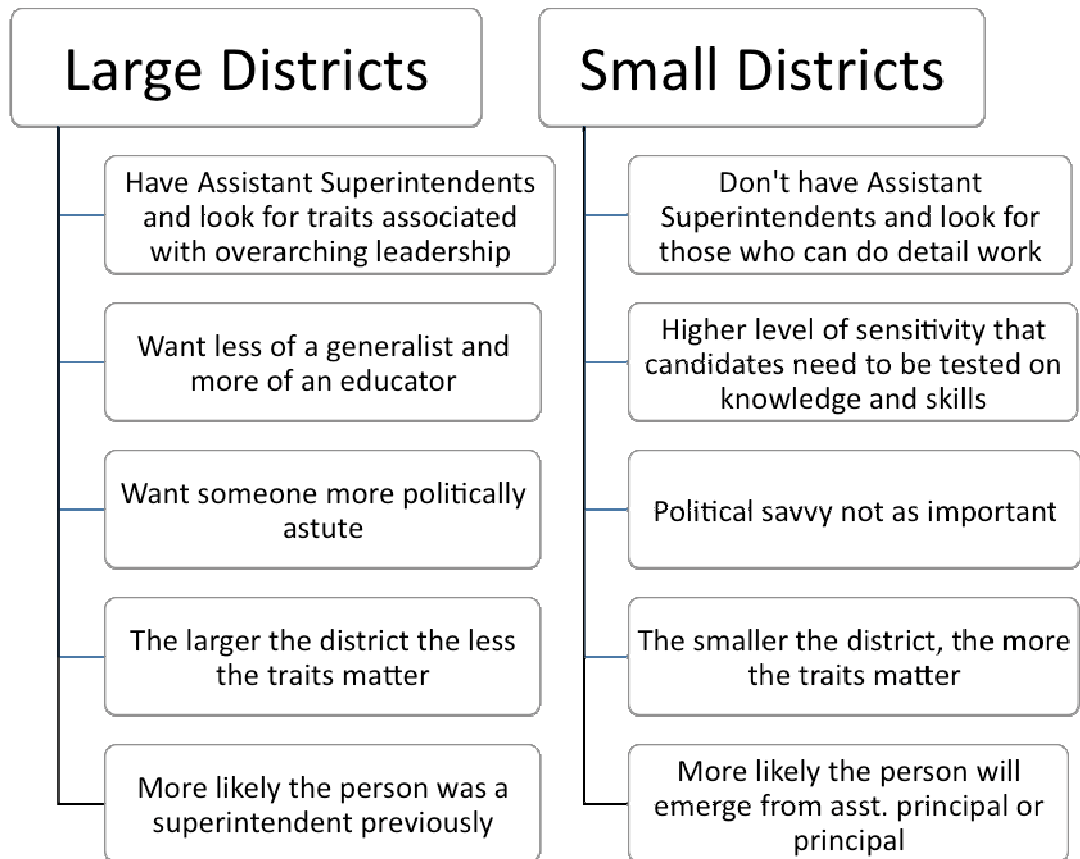 Large Districts
Have Assistant Superintendents
and look for traits associated
with overarching leadership
Want less of a generalist and
more of an educator
Want someone more politically
astute
The larger the district the less
the traits matter
More likely the person was a
superintendent previously
Small Districts
Don't have Assistant
Superintendents and look for
those who can do detail work
Higher level of sensitivity that
candidates need to be tested on
knowledge and skills
Political savvy not as important
The smaller the district, the more
the traits matter
More likely the person will
emerge from asst. principal or
principal